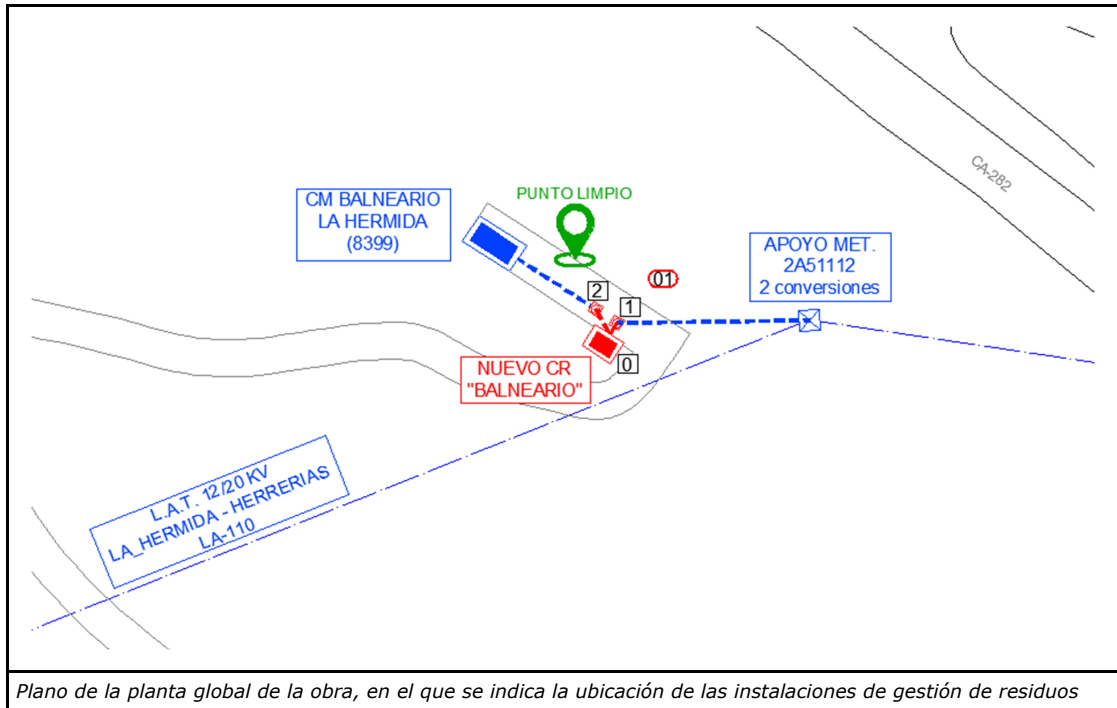 CA-282
CM BALNEARIO
LA HERMIDA
(8399)
PUNTO LIMPIO
APOYO MET.
2A51112
2 conversiones
01
2
1
0
NUEVO CR
"BALNEARIO"
L.A.T. 12/20 KV
LA_HERMIDA - HERRERIAS
LA-110
Plano de la planta global de la obra, en el que se indica la ubicación de las instalaciones de gestión de residuos